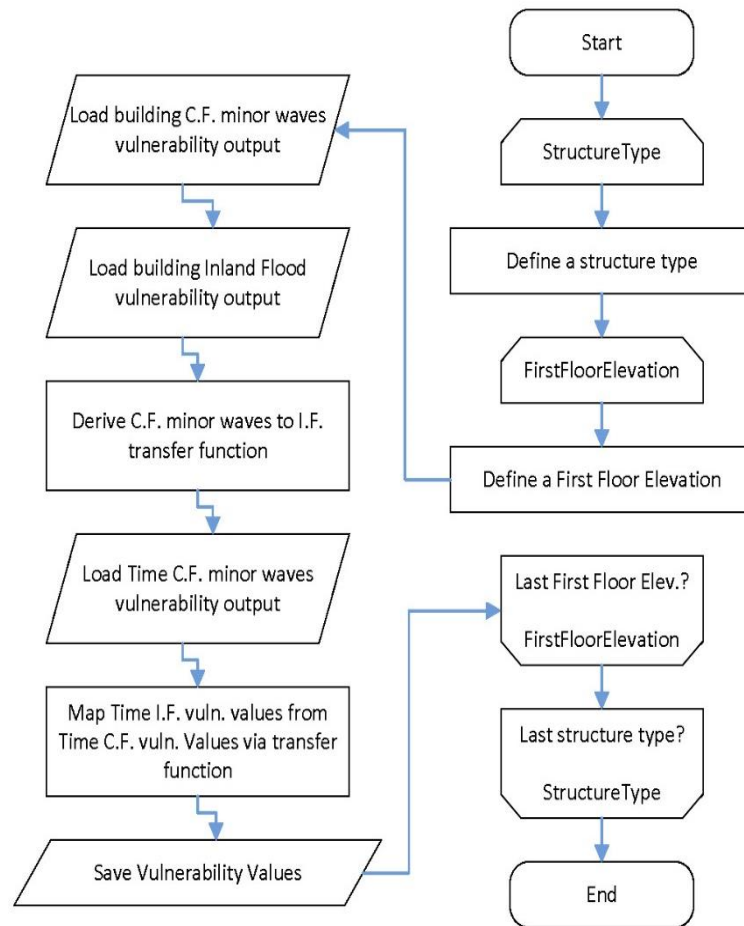 Start
StructureType
Define a structure type
FirstFloorElevation
Define a First Floor Elevation
Load building C.F. minor waves
vulnerability output
Load building Inland Flood
vulnerability output
Derive C.F. minor waves to I.F.
transfer function
Load Time C.F. minor waves
vulnerability output
Map Time I.F. vuln. values from
Time C.F. vuln. Values via transfer
function
Save Vulnerability Values
Last First Floor Elev.?
FirstFloorElevation
Last structure type?
StructureType
End